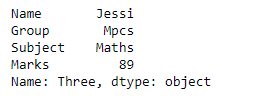 Name Jessi
Group Mpcs
Subject Maths
Marks 89
Name: Three, dtype: object